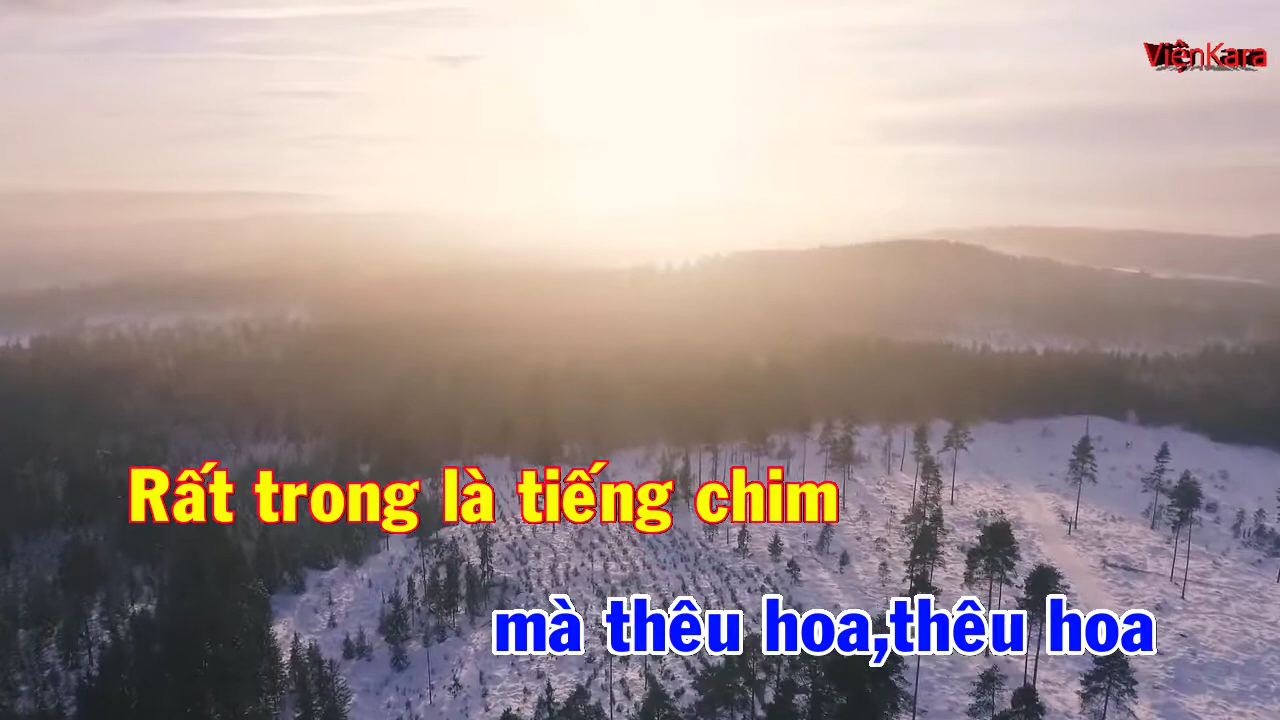 ViệnKara
Rất trong là tiếng chim
mà thêu hoa,thêu hoa